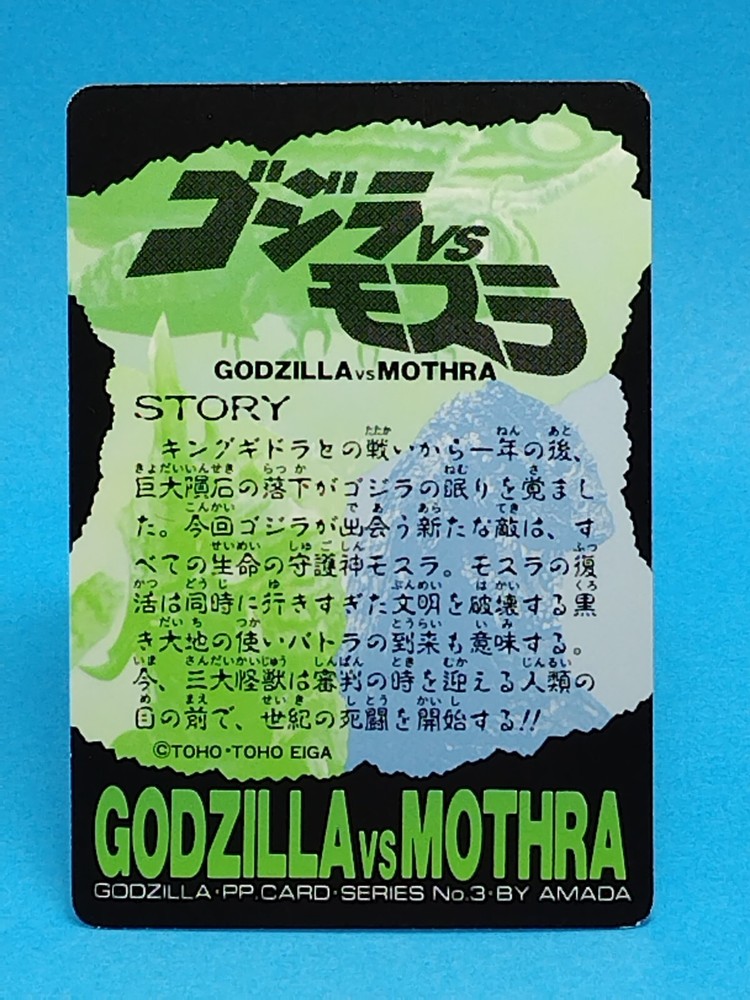 ゴジラvs
モスラ
GODZILLA vs MOTHRA
STORY
キングギドラとの戦いから一年の後、
巨大隕石の落下がゴジラの眠りを覚まし
た。今回ゴジラが出会う新たな敵は、す
べての生命の守護神モスラ。モスラの復
活は同時に行きすぎた文明を破壊する黒
き大地の使いバトラの到来も意味する。
今、三大怪獣は審判の時を迎える人類の
目の前で、世紀の死闘を開始する!!
©TOHO・TOHO EIGA
GODZILLA vs MOTHRA
GODZILLA・PP.CARD・SERIES No.3・BY AMADA